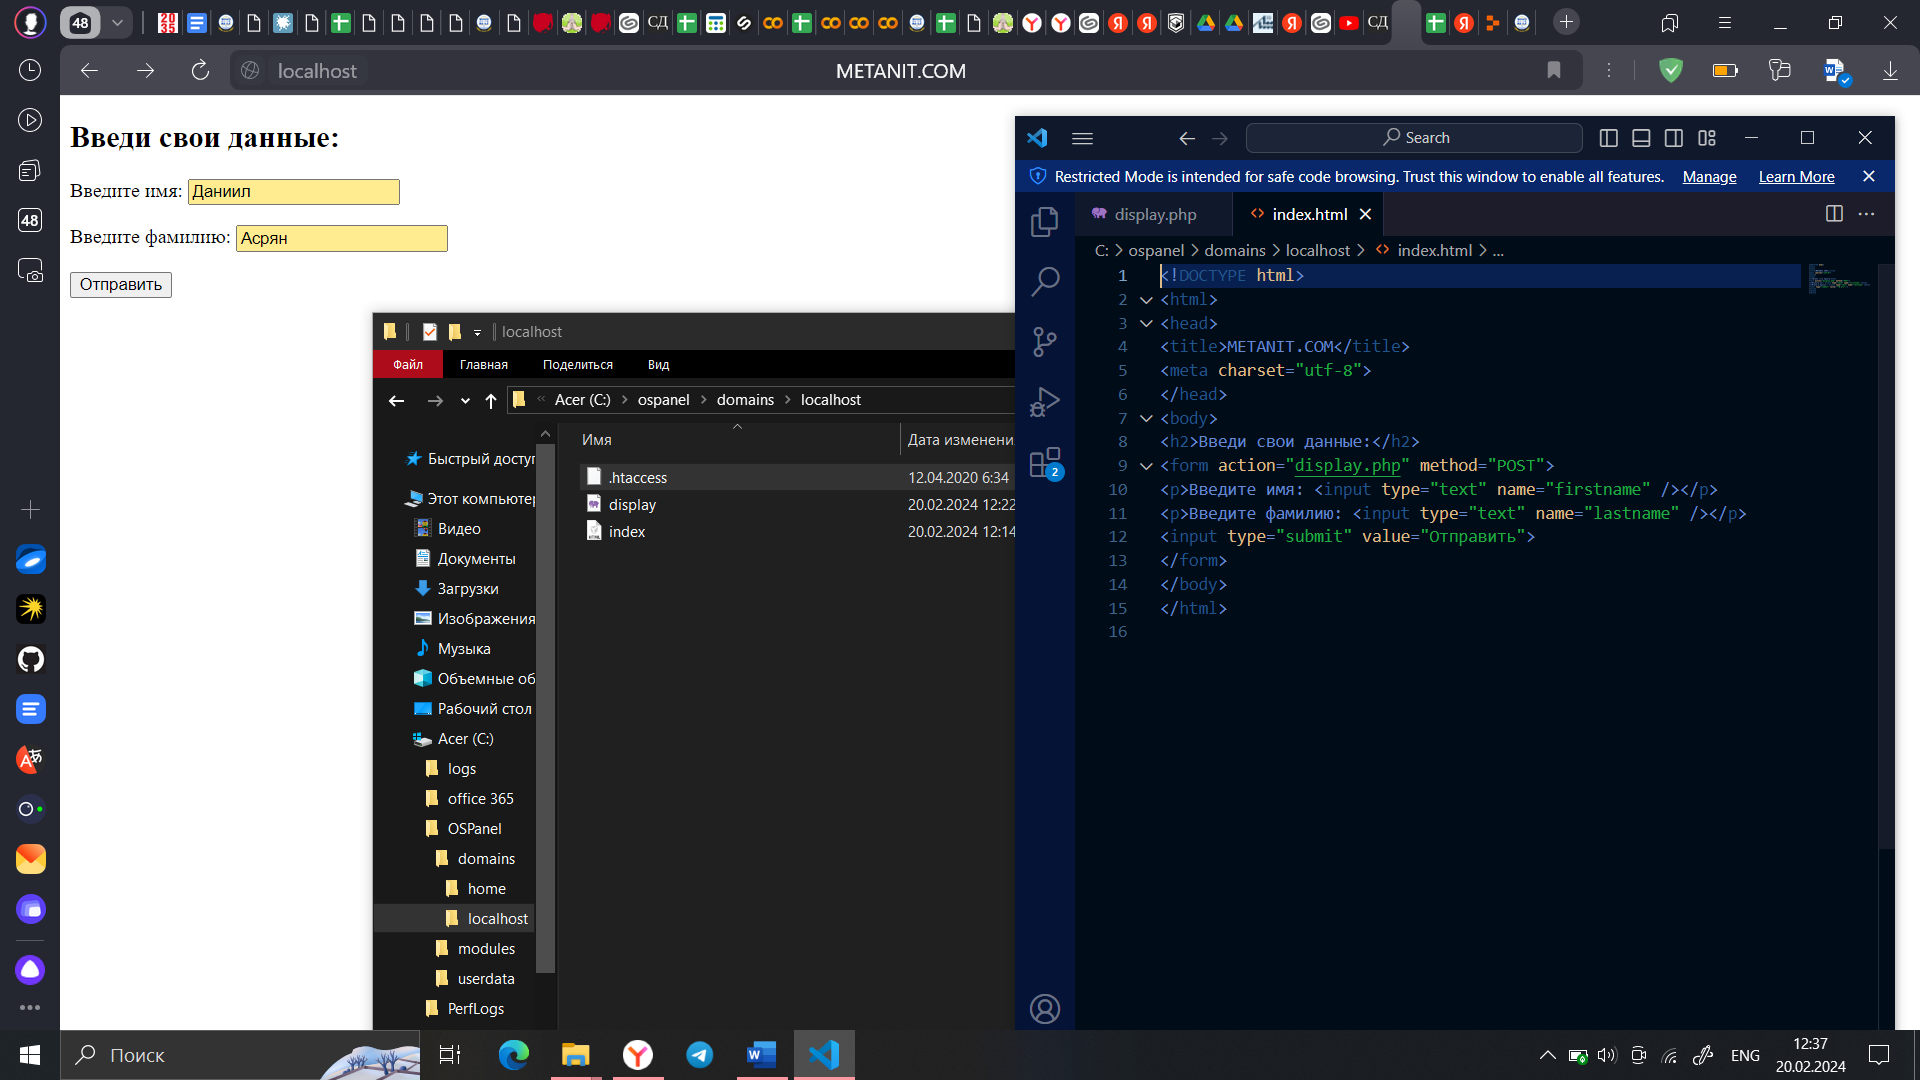 48
20
35
СД
СД
localhost
METANIT.COM
48
Введи свои данные:
Введите имя: Даниил
Введите фамилию: Асрян
Отправить
localhost
Файл
Главная
Поделиться
Вид
« Acer (C:) > ospanel > domains > localhost
Имя
Дата изменени
.htaccess 12.04.2020 6:34
display 20.02.2024 12:22
index 20.02.2024 12:14
Быстрый досту
Этот компьютер
Видео
Документы
Загрузки
Изображения
Музыка
Объемные об
Рабочий стол
Acer (C:)
logs
office 365
OSPanel
domains
home
localhost
modules
userdata
PerfLogs
Search
Restricted Mode is intended for safe code browsing. Trust this window to enable all features. Manage Learn More
display.php
index.html
C: > ospanel > domains > localhost > <> index.html > ...
2
1 <!DOCTYPE html>
2 <html>
3 <head>
4 <title>METANIT.COM</title>
5 <meta charset="utf-8">
6 </head>
7 <body>
8 <h2>Введи свои данные:</h2>
9 <form action="display.php" method="POST">
10 <p>Введите имя: <input type="text" name="firstname" /></p>
11 <p>Введите фамилию: <input type="text" name="lastname" /></p>
12 <input type="submit" value="Отправить">
13 </form>
14 </body>
15 </html>
16
Поиск
ENG
12:37
20.02.2024